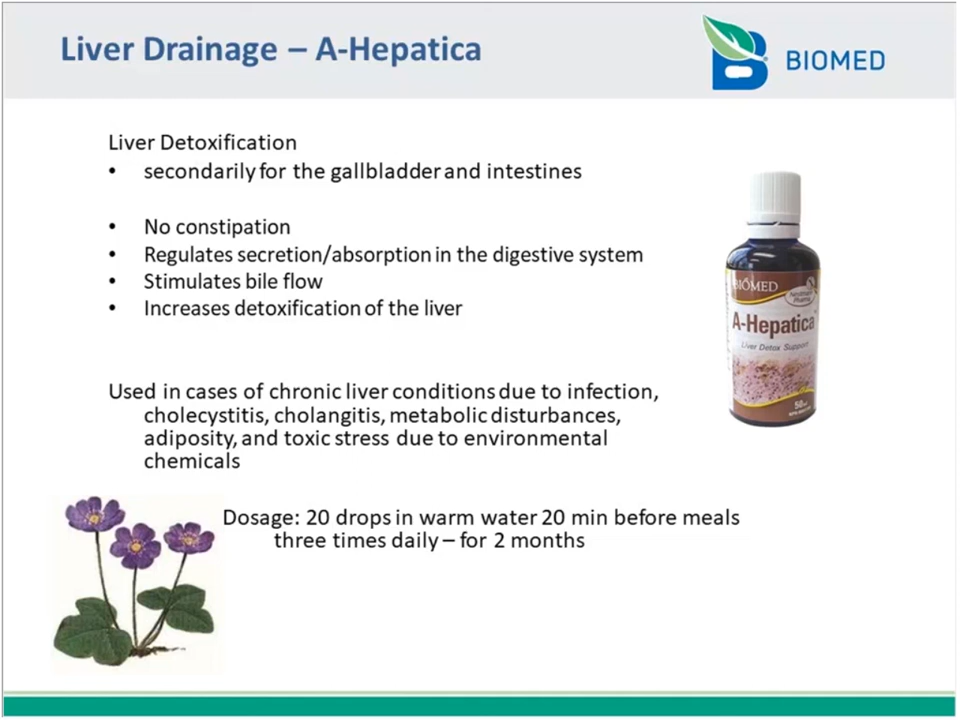 Liver Drainage – A-Hepatica
BIOMED
Liver Detoxification
• secondarily for the gallbladder and intestines
• No constipation
• Regulates secretion/absorption in the digestive system
• Stimulates bile flow
• Increases detoxification of the liver
BIOMED
A-Hepatica
Liver Detox Support
50
Used in cases of chronic liver conditions due to infection,
cholecystitis, cholangitis, metabolic disturbances,
adiposity, and toxic stress due to environmental
chemicals
Dosage: 20 drops in warm water 20 min before meals
three times daily – for 2 months